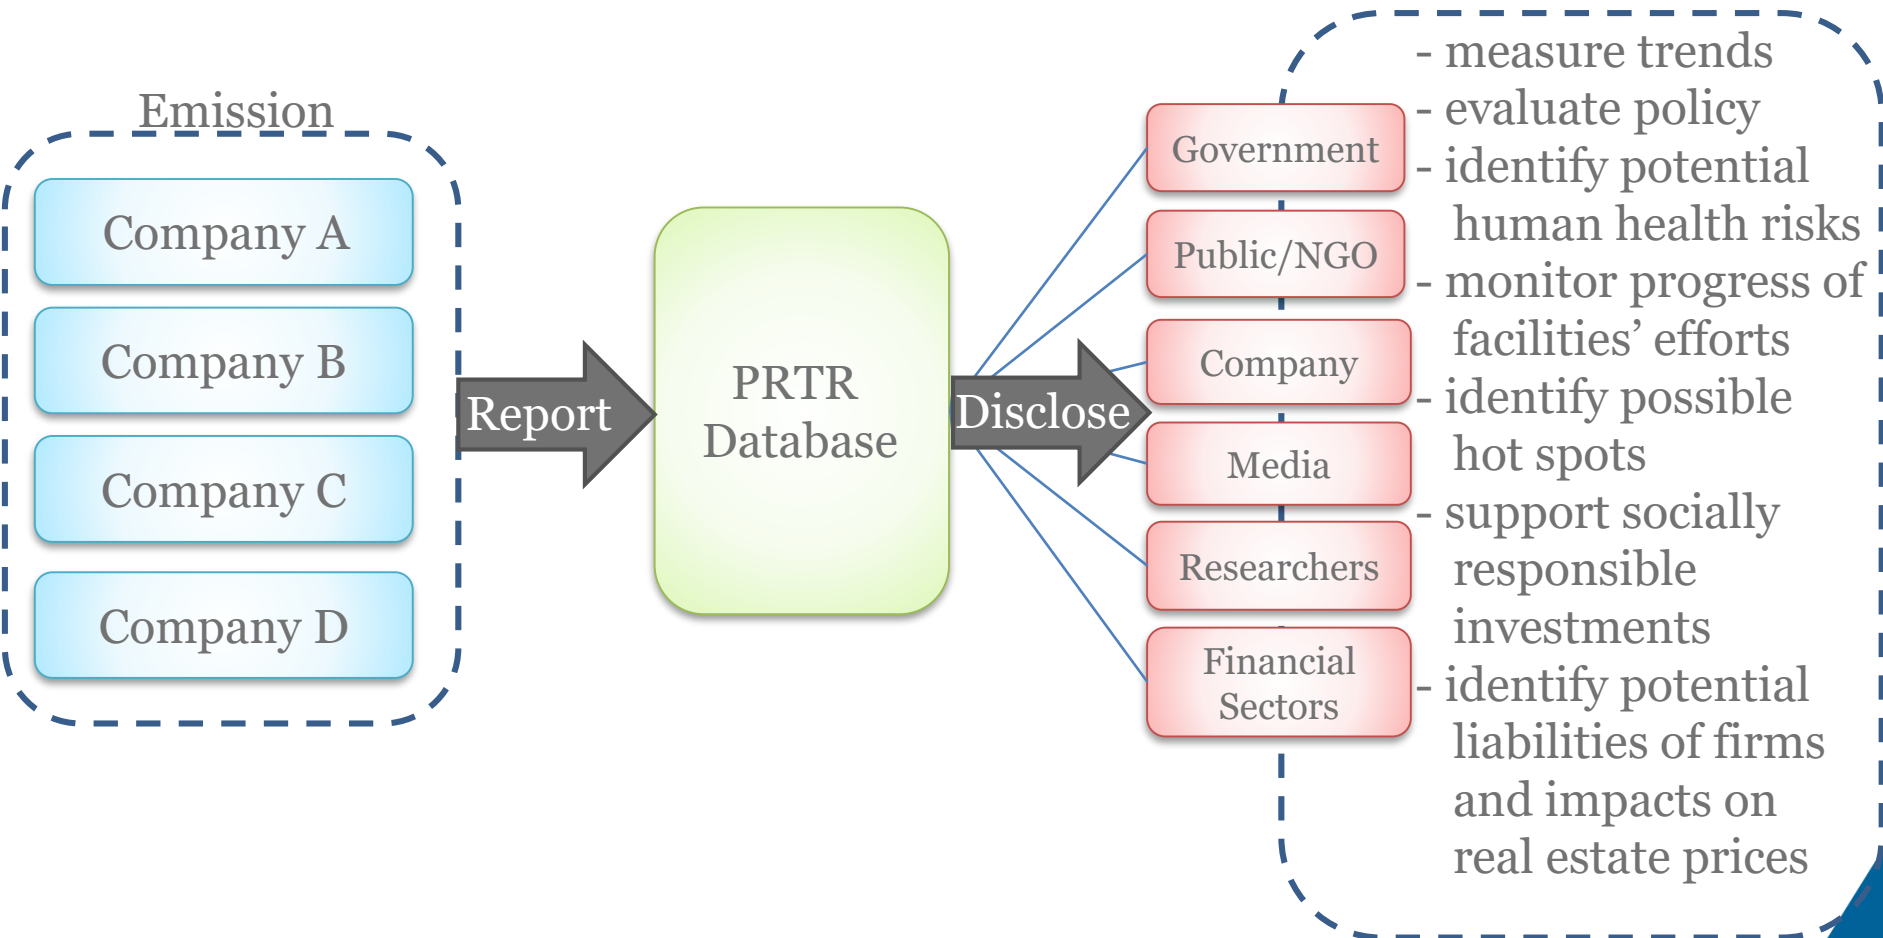 Emission
Company A
Company B
Company C
Company D
Report
PRTR
Database
Disclose
Government
Public/NGO
Company
Media
Researchers
Financial
Sectors
- measure trends
- evaluate policy
- identify potential
human health risks
- monitor progress of
facilities’ efforts
- identify possible
hot spots
- support socially
responsible
investments
- identify potential
liabilities of firms
and impacts on
real estate prices